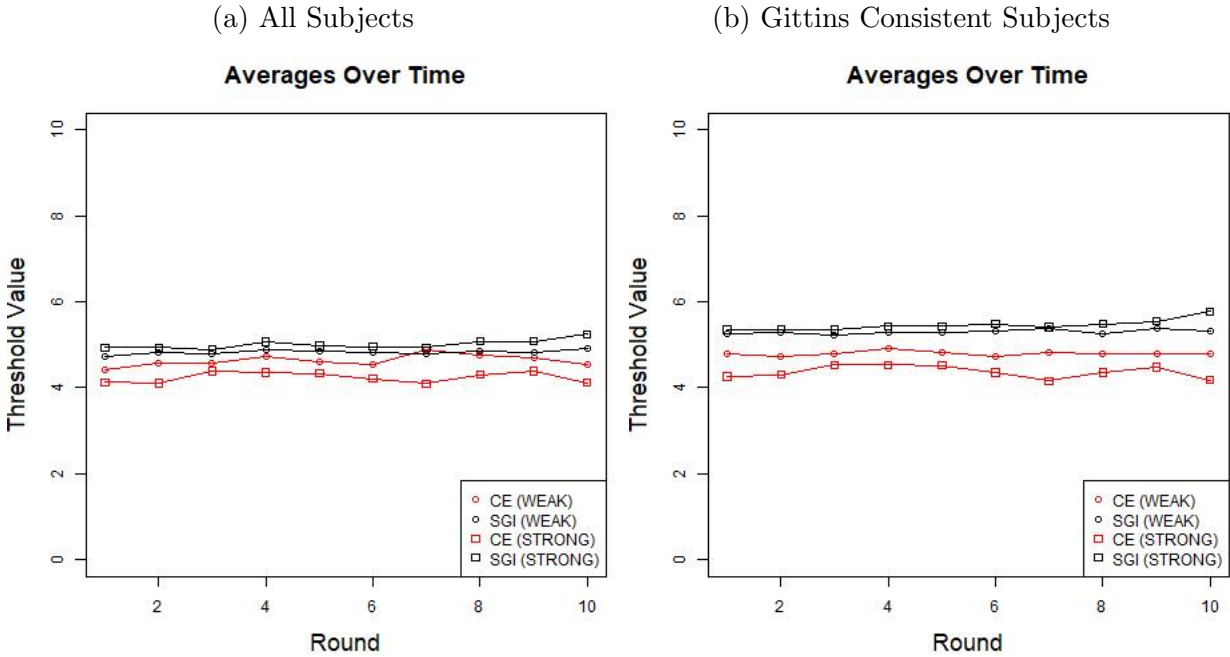 (a) All Subjects
Averages Over Time
Threshold Value
10
8
6
4
2
0
CE (WEAK)
SGI (WEAK)
CE (STRONG)
SGI (STRONG)
2 4 6 8 10
Round
(b) Gittins Consistent Subjects
Averages Over Time
Threshold Value
10
8
6
4
2
0
CE (WEAK)
SGI (WEAK)
CE (STRONG)
SGI (STRONG)
2 4 6 8 10
Round